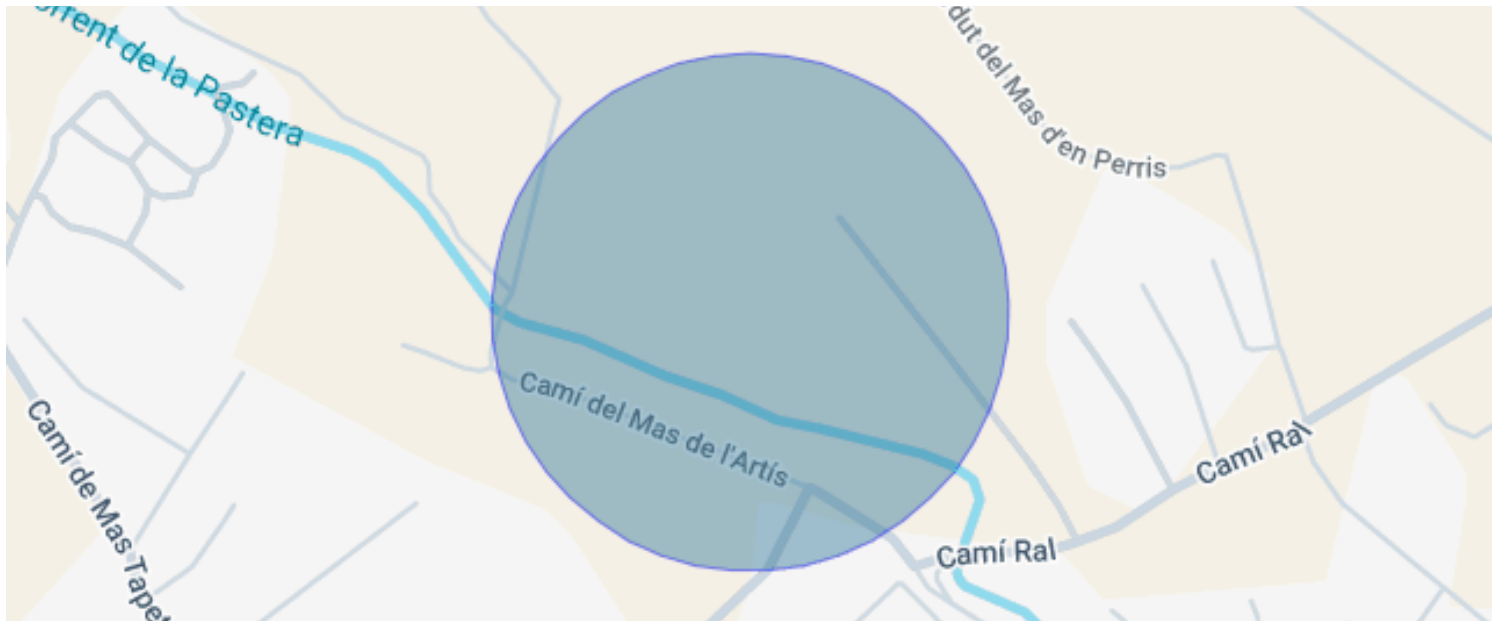 rrent de la Pastera
dut del Mas d'en Perris
Camí del Mas de l'Artís
Camí Ral
Camí de Mas Tapet
Camí Ral